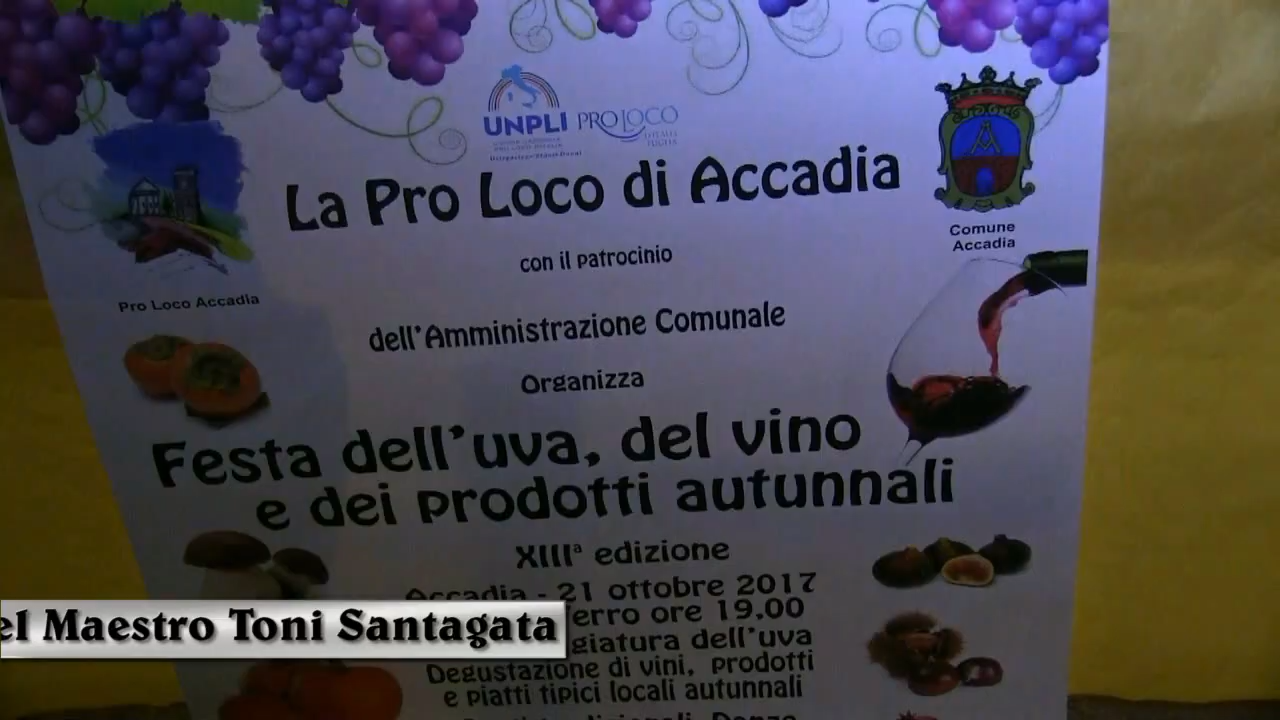 UNPLI PRO LOCO
La Pro Loco di Accadia
Comune
Accadia
con il patrocinio
Pro Loco Accadia
dell'Amministrazione Comunale
Organizza
Festa dell'uva, del vino
e dei prodotti autunnali
XIIIª edizione
Accadia - 21 ottobre 2017
erro ore 19.00
el Maestro Toni Santagata
giatura dell'uva
Degustazione di vini, prodotti
e piatti tipici locali autunnali